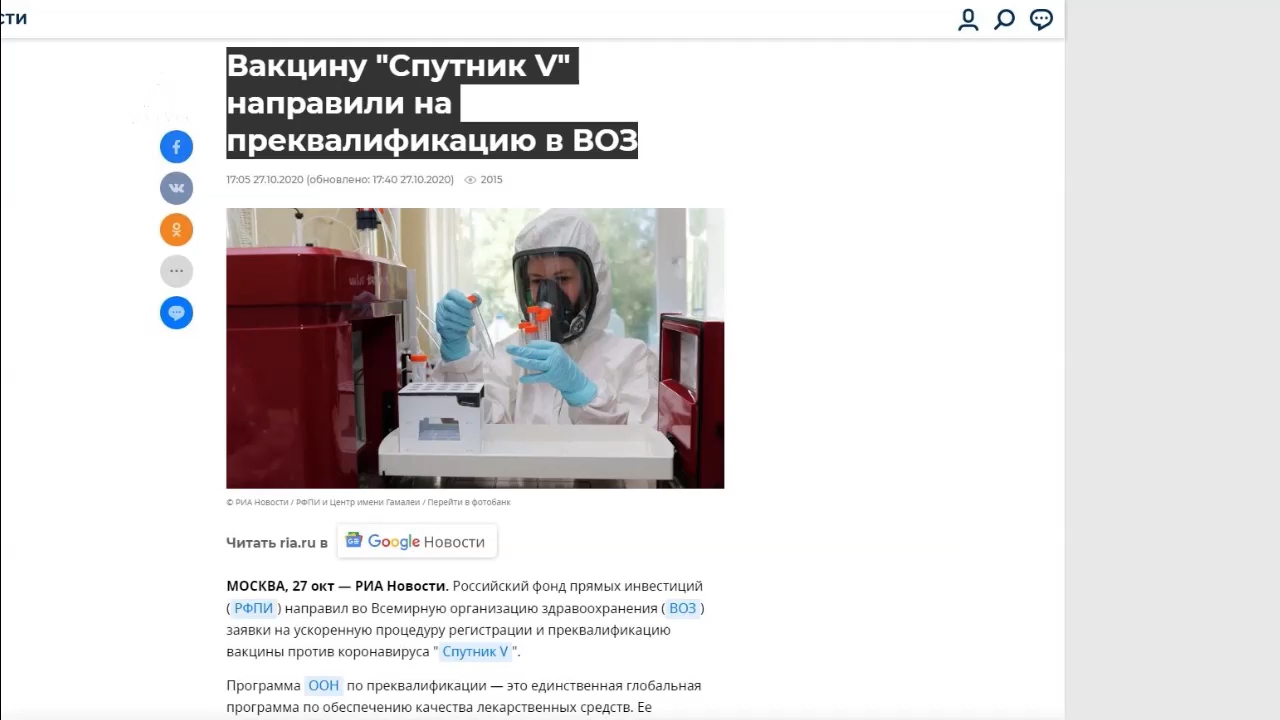 сти
Вакцину "Спутник V"
направили на
преквалификацию в ВОЗ
17:05 27.10.2020 (обновлено: 17:40 27.10.2020) 2015
© РИА Новости / РФПИ и Центр имени Гамалеи / Перейти в фотобанк
Читать ria.ru в Google Новости
МОСКВА, 27 окт — РИА Новости. Российский фонд прямых инвестиций
( РФПИ ) направил во Всемирную организацию здравоохранения ( ВОЗ )
заявки на ускоренную процедуру регистрации и преквалификацию
вакцины против коронавируса " Спутник V ".
Программа ООН по преквалификации — это единственная глобальная
программа по обеспечению качества лекарственных средств. Ее